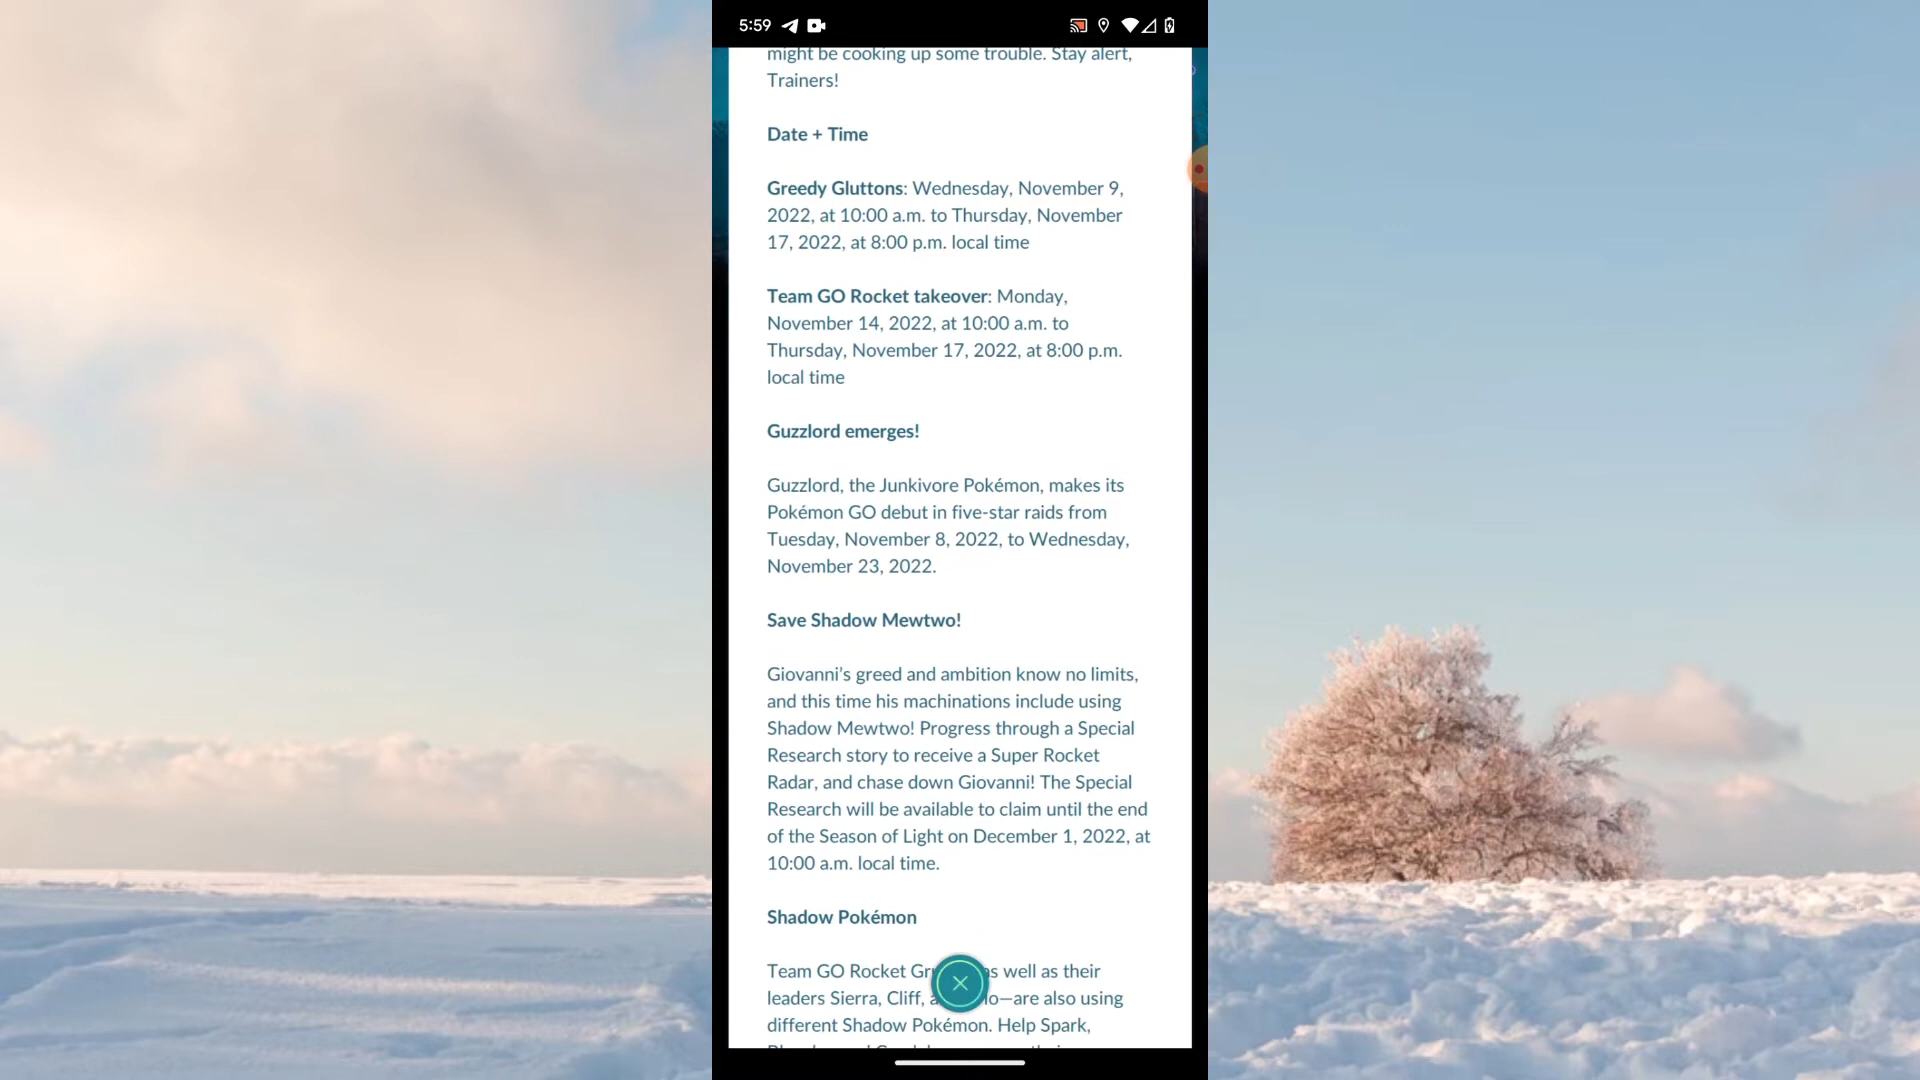 5:59
might be cooking up some trouble. Stay alert,
Trainers!
Date + Time
Greedy Gluttons: Wednesday, November 9,
2022, at 10:00 a.m. to Thursday, November
17, 2022, at 8:00 p.m. local time
Team GO Rocket takeover: Monday,
November 14, 2022, at 10:00 a.m. to
Thursday, November 17, 2022, at 8:00 p.m.
local time
Guzzlord emerges!
Guzzlord, the Junkivore Pokémon, makes its
Pokémon GO debut in five-star raids from
Tuesday, November 8, 2022, to Wednesday,
November 23, 2022.
Save Shadow Mewtwo!
Giovanni’s greed and ambition know no limits,
and this time his machinations include using
Shadow Mewtwo! Progress through a Special
Research story to receive a Super Rocket
Radar, and chase down Giovanni! The Special
Research will be available to claim until the end
of the Season of Light on December 1, 2022, at
10:00 a.m. local time.
Shadow Pokémon
Team GO Rocket as well as their
leaders Sierra, Cliff, are also using
different Shadow Pokémon. Help Spark,